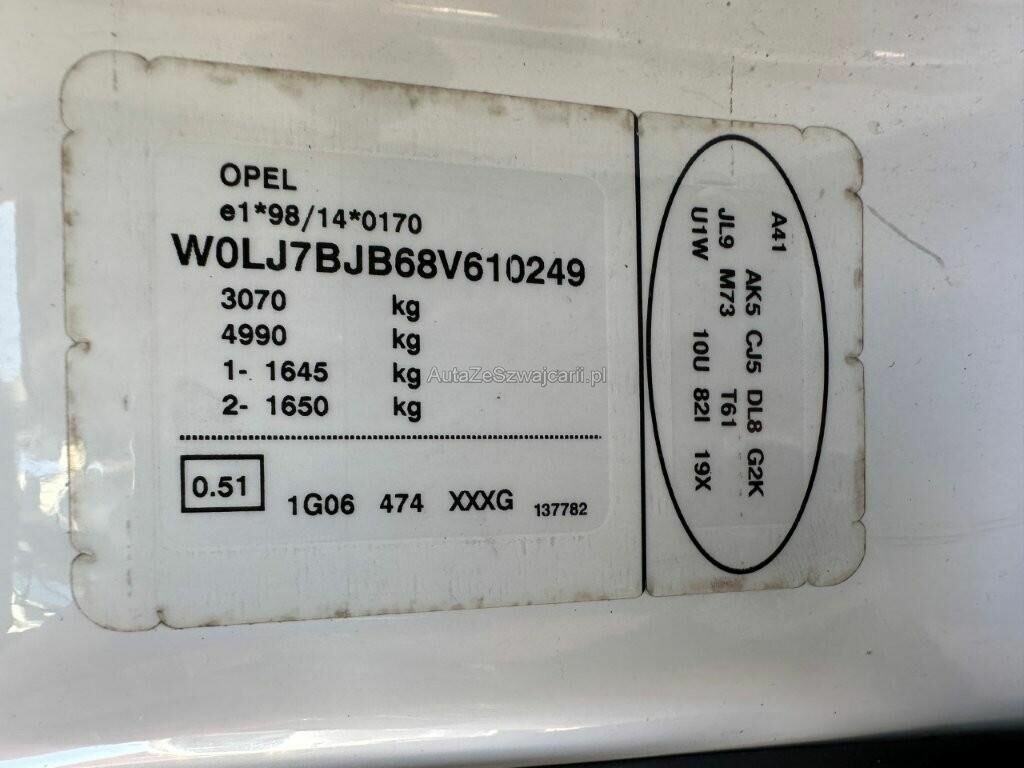 OPEL
e1*98/14*0170
W0LJ7BJB68V610249
3070 kg
4990 kg
1- 1645 kg
2- 1650 kg
AutaZeSzwajcarii.pl
0.51 1G06 474 XXXG 137782
A41
AK5 CJ5 DL8 G2K
JL9 M73 T61
U1W 10U 82I 19X